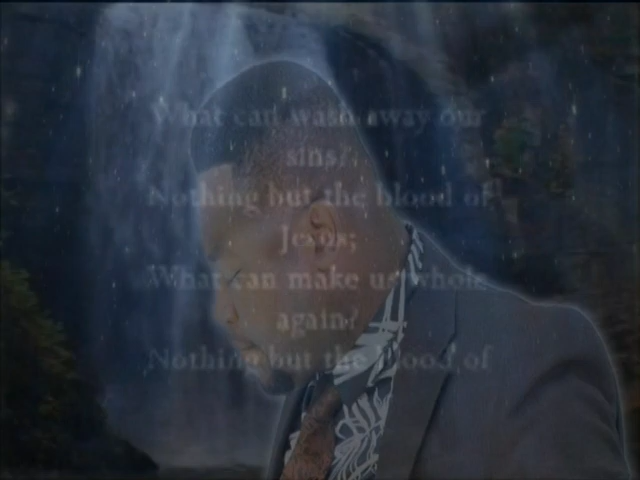 What can wash away our
sins?
Nothing but the blood of
Jesus;
What can make us whole
again?
Nothing but the blood of